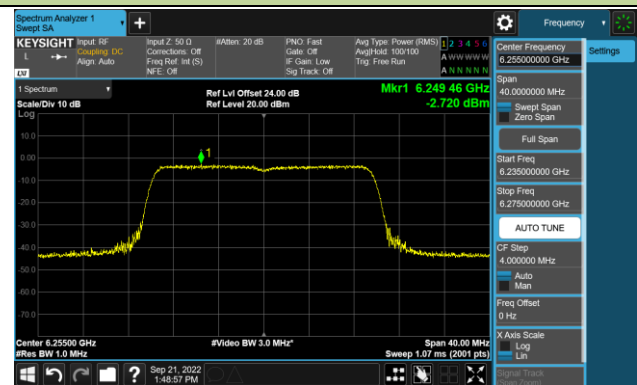 Spectrum Analyzer 1
Swept SA
+
Frequency
KEYSIGHT
L
LXI
Input: RF
Coupling: DC
Align: Auto
Input Z: 50 Ω
Corrections: Off
Freq Ref: Int (S)
NFE: Off
#Atten: 20 dB
PNO: Fast
Gate: Off
IF Gain: Low
Sig Track: Off
Avg Type: Power (RMS)
Avg|Hold: 100/100
Trig: Free Run
1 2 3 4 5 6
A W W W W W
A N N N N N
Center Frequency
6.255000000 GHz
Settings
1 Spectrum
Scale/Div 10 dB
Log
Ref Lvl Offset 24.00 dB
Ref Level 20.00 dBm
Mkr1 6.249 46 GHz
-2.720 dBm
Span
40.0000000 MHz
Swept Span
Zero Span
Full Span
Start Freq
6.235000000 GHz
Stop Freq
6.275000000 GHz
AUTO TUNE
CF Step
4.000000 MHz
Auto
Man
Freq Offset
0 Hz
X Axis Scale
Log
Lin
Signal Track
(Span Zoom)
10.0
0.00
-10.0
-20.0
-30.0
-40.0
-50.0
-60.0
-70.0
1
Center 6.25500 GHz
#Res BW 1.0 MHz
#Video BW 3.0 MHz*
Span 40.00 MHz
Sweep 1.07 ms (2001 pts)
?
Sep 21, 2022
1:48:57 PM